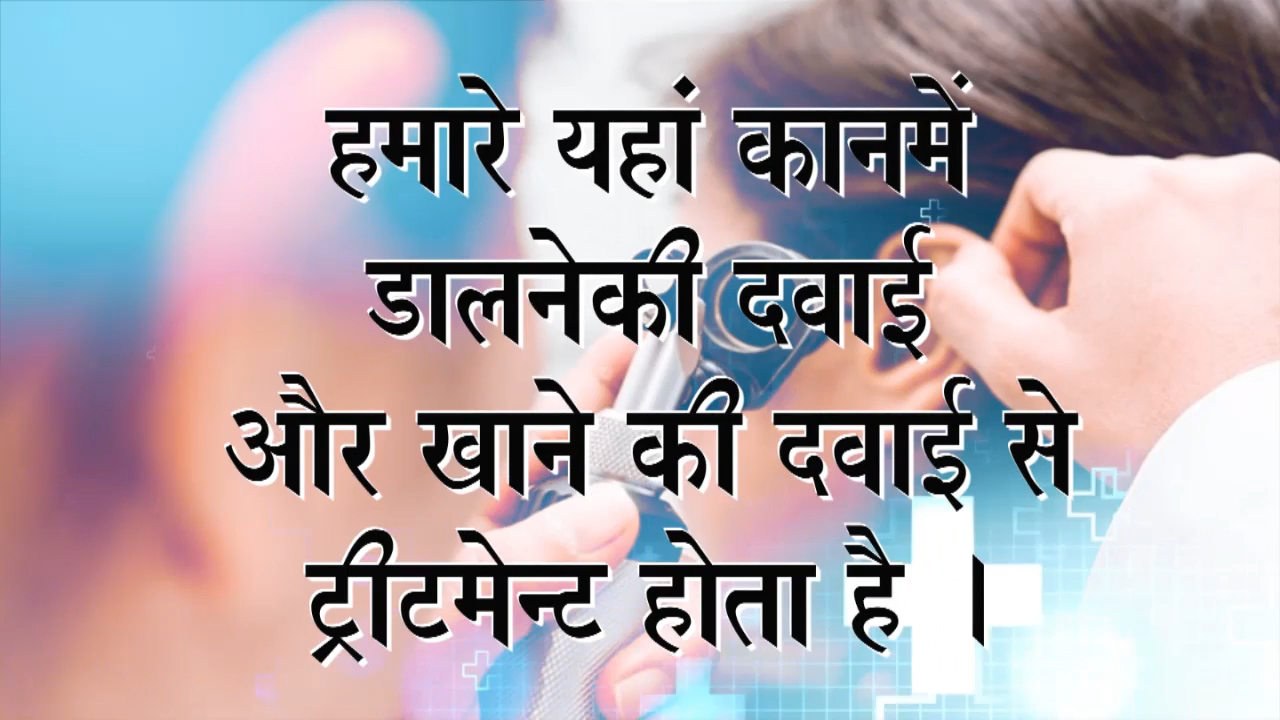 हमारे यहां कानमें
डालनेकी दवाई
और खाने की दवाई से
ट्रीटमेन्ट होता है ।